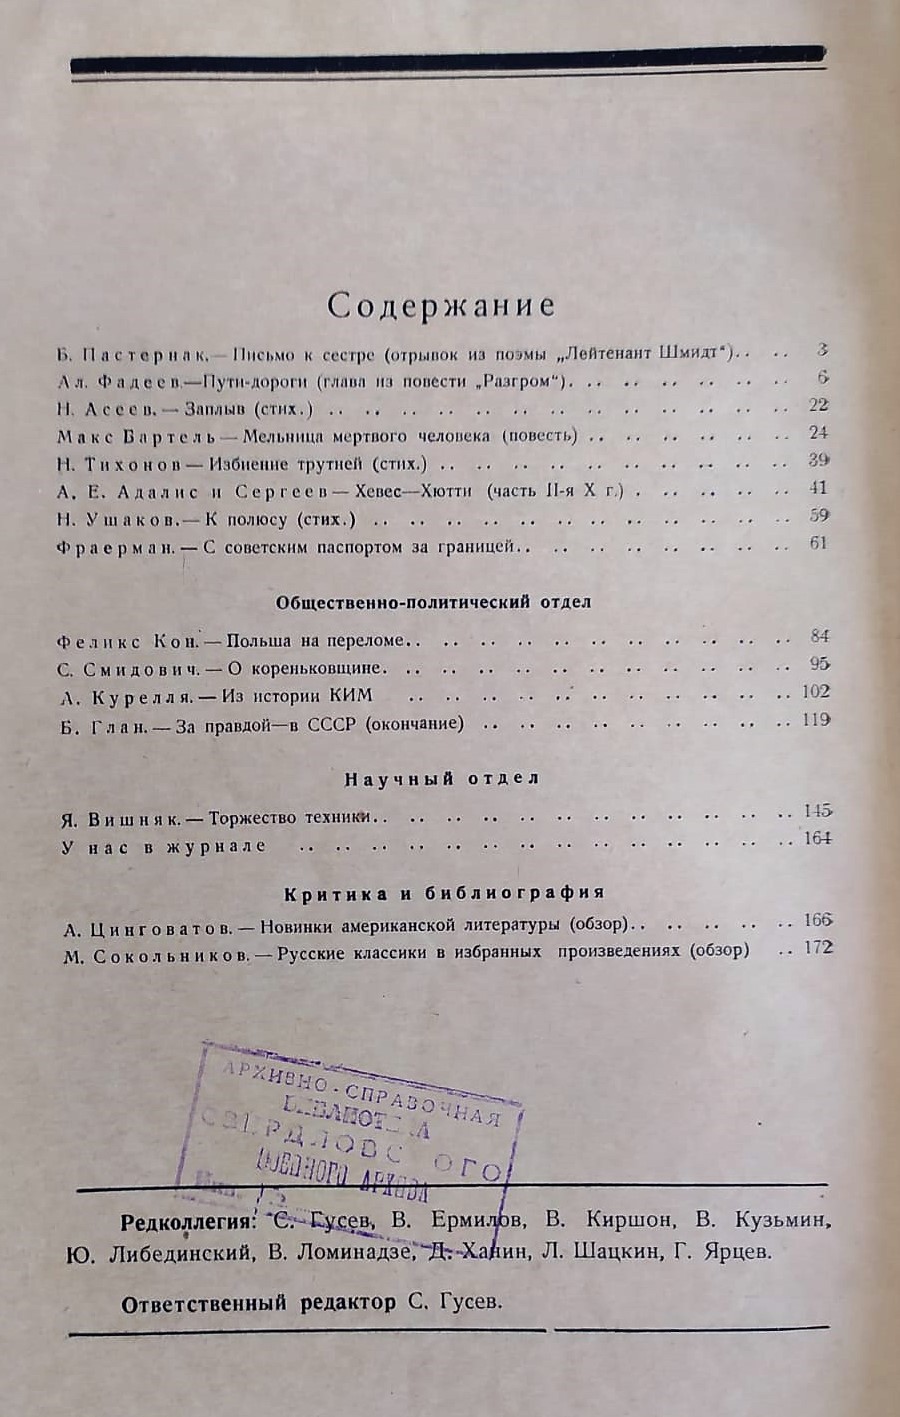 Содержание
Б. Пастернак.— Письмо к сестре (отрывок из поэмы „Лейтенант Шмидт“).. .. .. 3
Ал. Фадеев.—Пути-дороги (глава из повести „Разгром“). .. .. .. .. .. .. 6
Н. Асеев.— Заплыв (стих.) .. .. .. .. .. .. .. .. .. .. .. .. .. 22
Макс Бартель — Мельница мертвого человека (повесть) .. .. .. .. .. .. 24
Н. Тихонов — Избиение трутней (стих.) .. .. .. .. .. .. .. .. .. .. 39
А. Е. Адалис и Сергеев — Хевес—Хютти (часть II-я X г.) . .. .. .. .. 41
Н. Ушаков.— К полюсу (стих.) .. .. .. .. .. .. .. .. .. .. .. .. 59
Фраерман. — С советским паспортом за границей.. .. .. .. .. .. .. .. 61
Общественно-политический отдел
Феликс Кон. — Польша на переломе.. .. .. .. .. .. .. .. .. .. .. 84
С. Смидович. — О кореньковщине. .. .. .. .. .. .. .. .. .. .. .. 95
А. Курелля. — Из истории КИМ .. .. .. .. .. .. .. .. .. .. .. 102
Б. Глан. — За правдой—в СССР (окончание) .. .. .. .. .. .. .. .. .. 119
Научный отдел
Я. Вишняк. — Торжество техники.. .. .. .. .. .. .. .. .. .. .. .. 145
У нас в журнале .. .. .. .. .. .. .. .. .. .. .. .. .. .. 164
Критика и библиография
А. Цинговатов. — Новинки американской литературы (обзор).. .. .. .. .. 166
М. Сокольников. — Русские классики в избранных произведениях (обзор) .. 172
АРХИВНО-СПРАВОЧНАЯ
БИБЛИОТЕКА
СВЕРДЛОВСКОГО
АРХИВА
Редколлегия: С. Гусев, В. Ермилов, В. Киршон, В. Кузьмин,
Ю. Либединский, В. Ломинадзе, Д. Ханин, Л. Шацкин, Г. Ярцев.
Ответственный редактор С. Гусев.